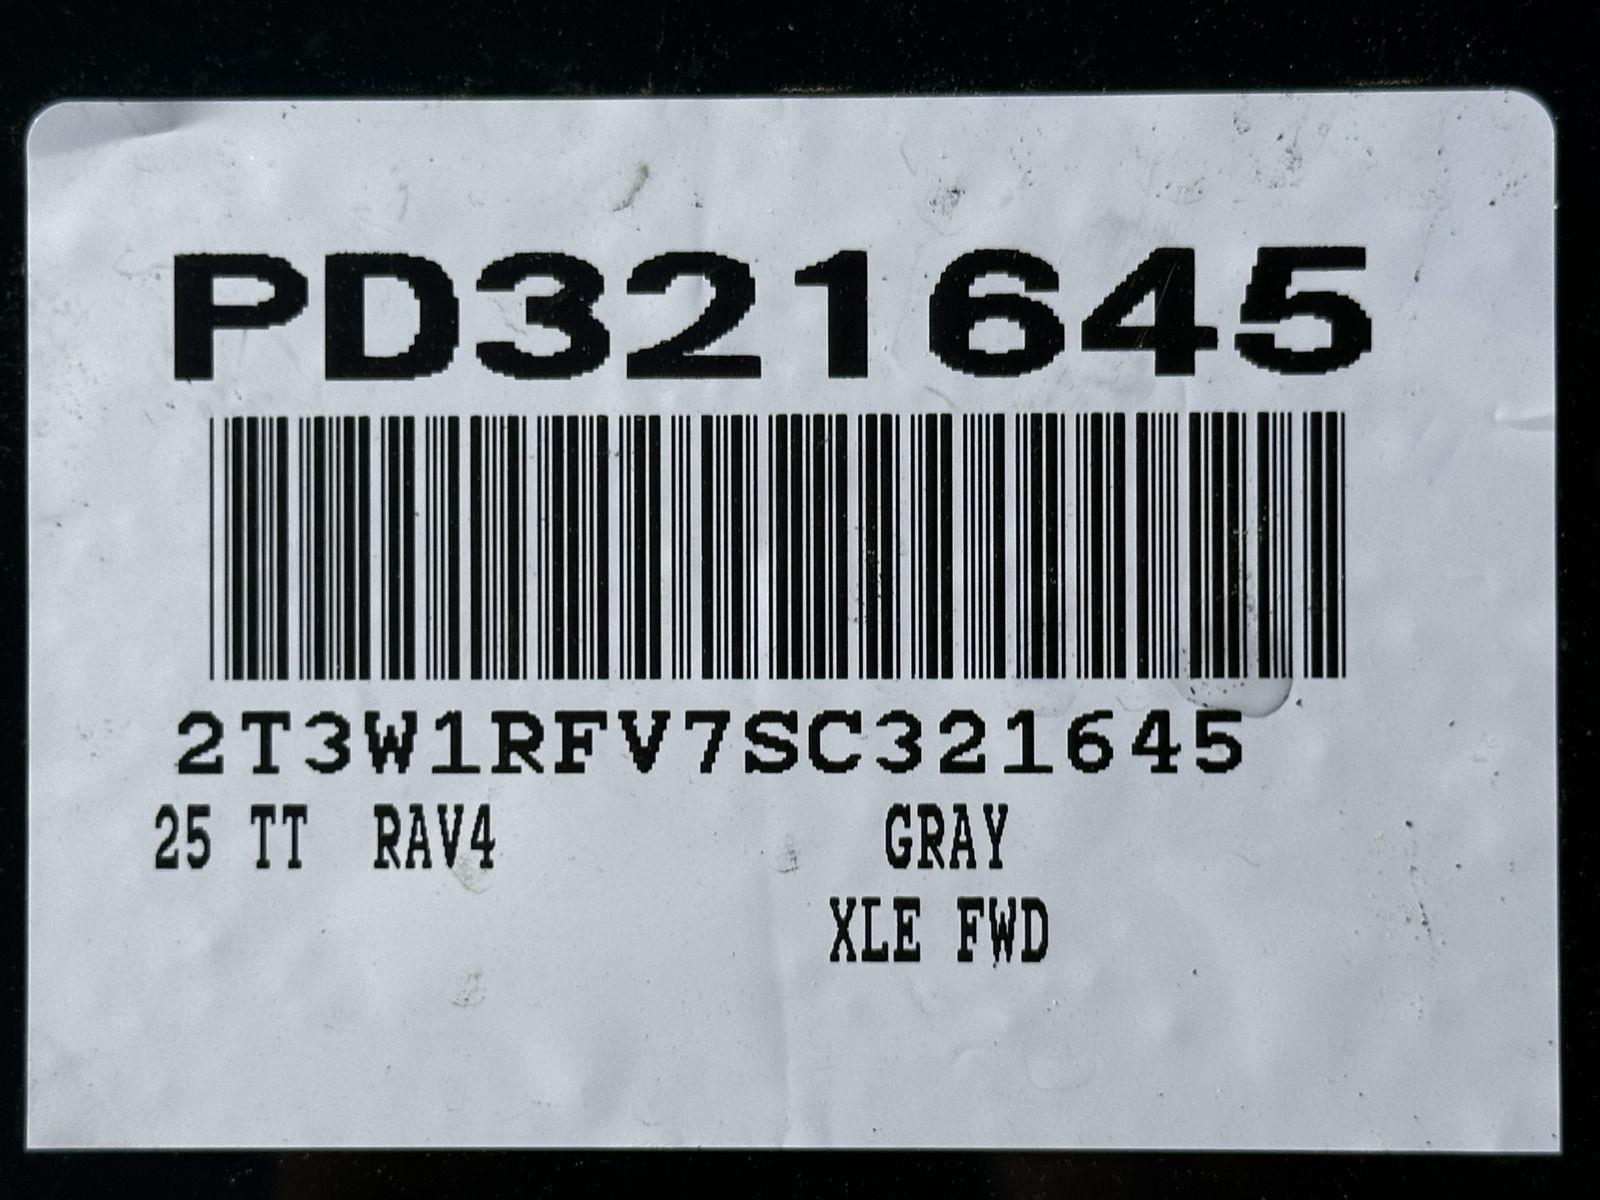 PD321645
2T3W1RFV7SC321645
25 TT RAV4 GRAY
XLE FWD